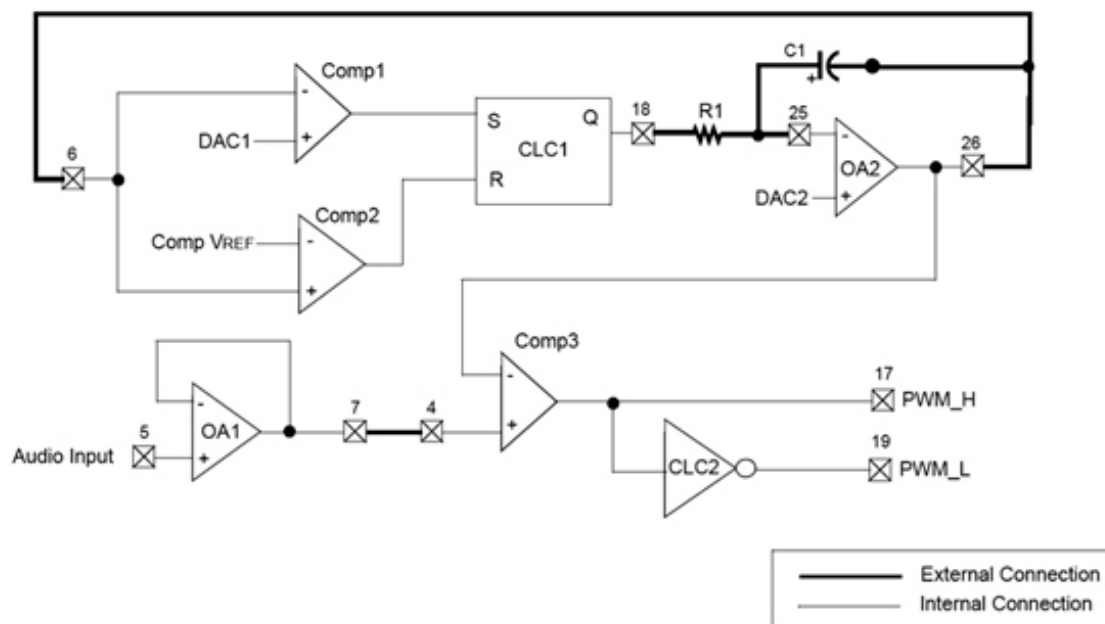 C1
Comp1
-
+
DAC1
S
Q
CLC1
R
18
R1
25
-
+
OA2
DAC2
26
6
Comp2
Comp VREF
-
+
+
Comp3
-
+
17
PWM_H
5
-
+
OA1
Audio Input
7
4
CLC2
19
PWM_L
External Connection
Internal Connection